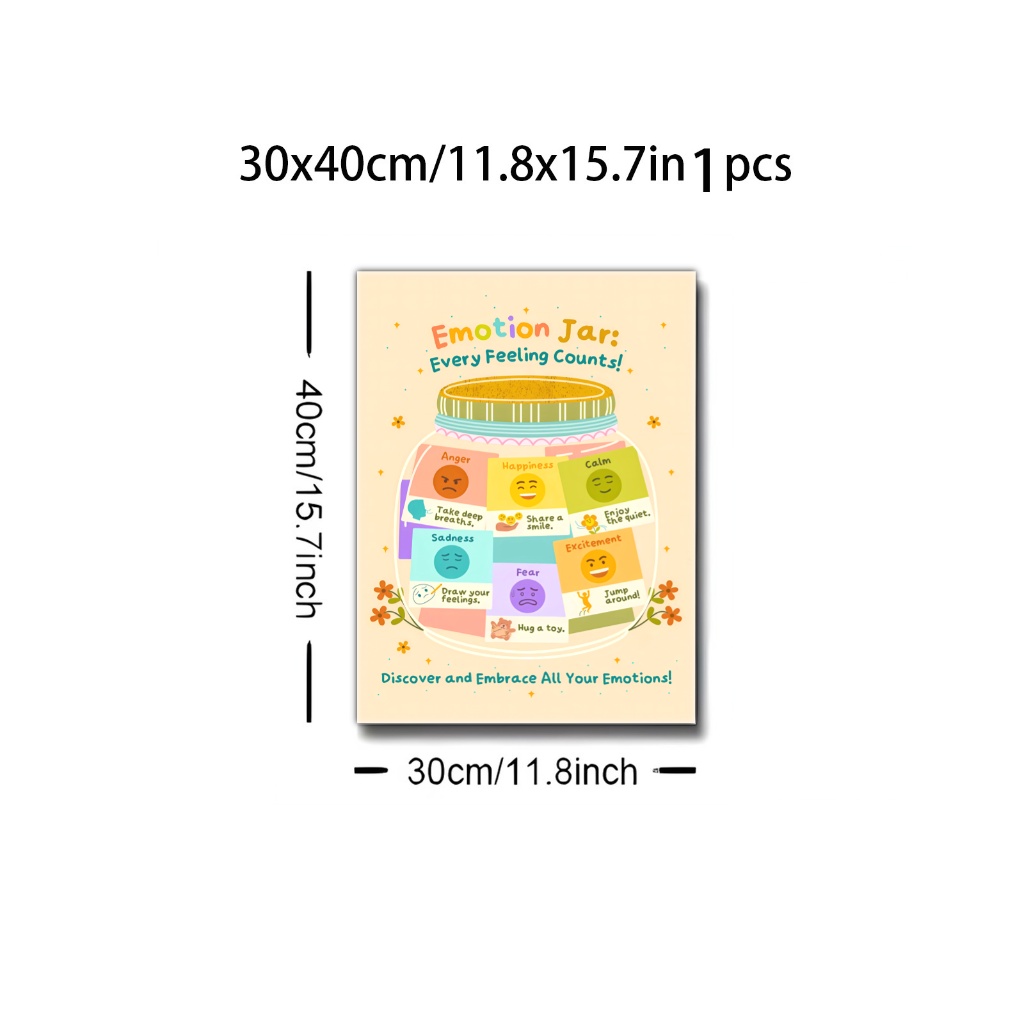 30x40cm/11.8x15.7in 1 pcs
40cm/15.7inch
Emotion Jar:
Every Feeling Counts!
Anger
Take deep
breaths.
Happiness
Share a
smile.
Calm
Enjoy
the quiet.
Sadness
Draw your
feelings.
Fear
Hug a toy.
Excitement
Jump
around!
Discover and Embrace All Your Emotions!
30cm/11.8inch